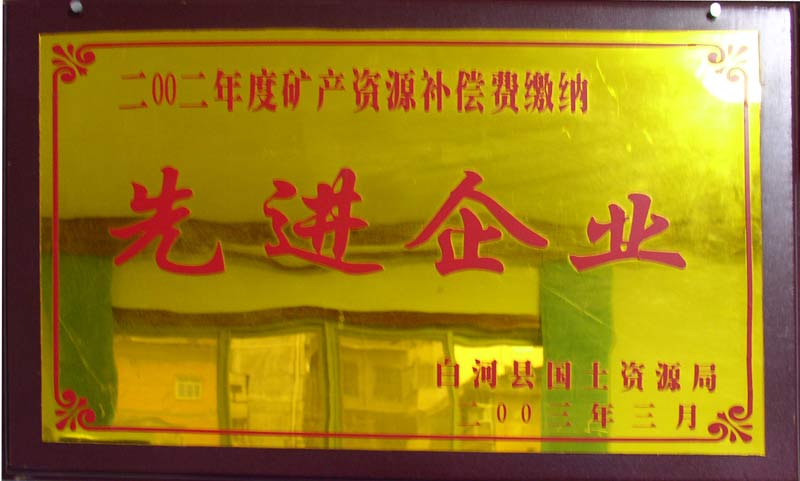 二00二年度矿产资源补偿费缴纳
先进企业
白河县国土资源局
二00三年三月